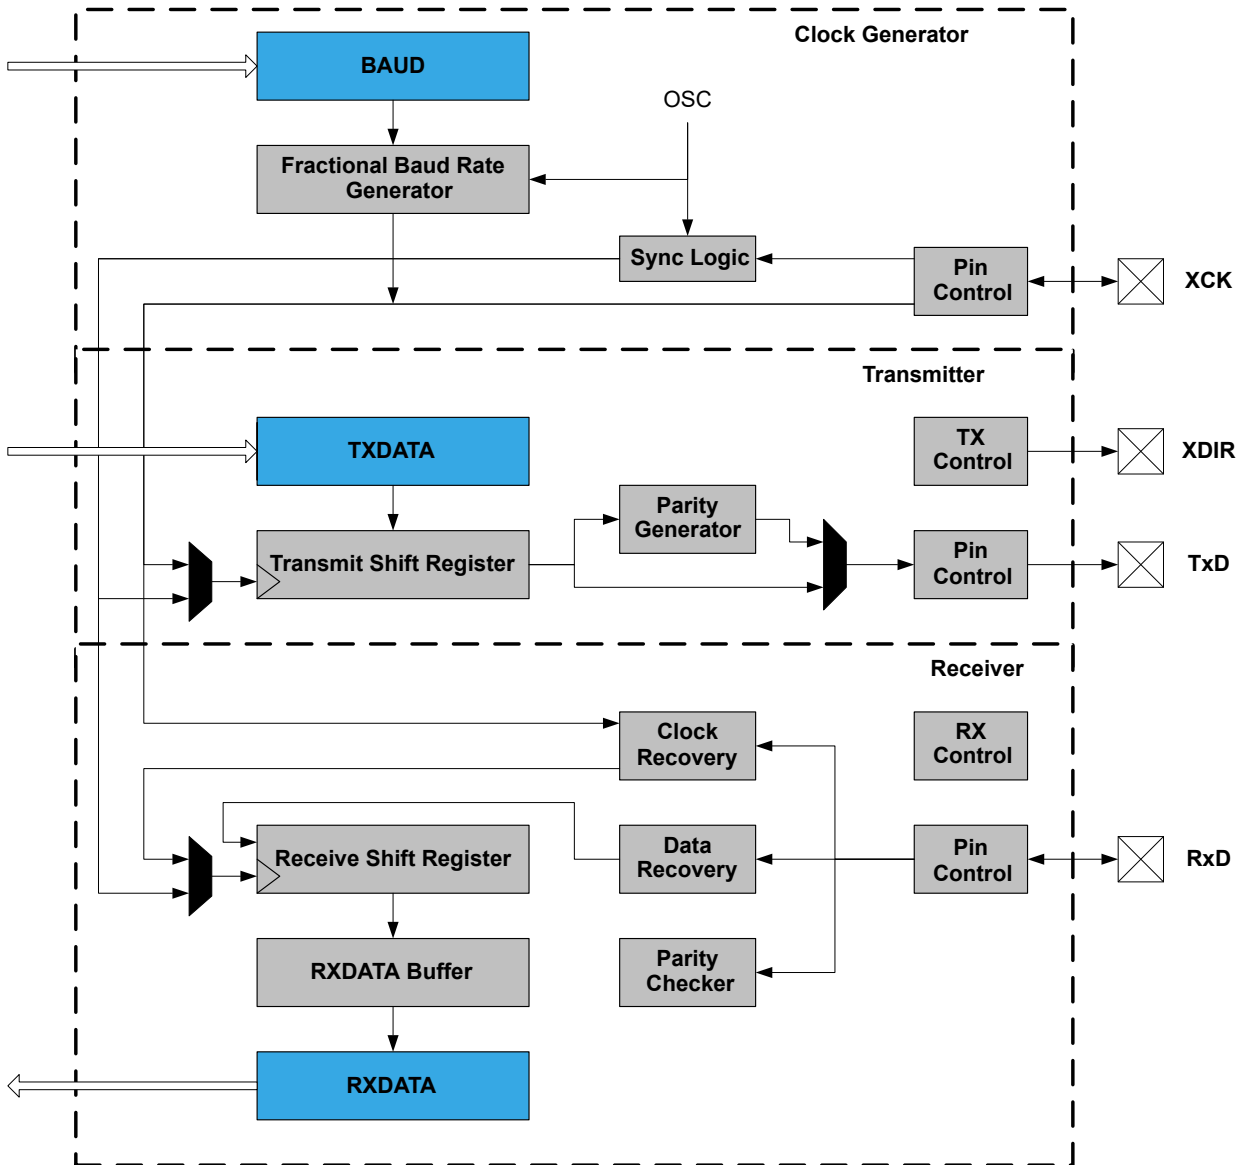 Clock Generator
BAUD
OSC
Fractional Baud Rate
Generator
Sync Logic
Pin
Control
XCK
Transmitter
TXDATA
TX
Control
XDIR
Parity
Generator
Transmit Shift Register
Pin
Control
TxD
Receiver
Clock
Recovery
RX
Control
Receive Shift Register
Data
Recovery
Pin
Control
RxD
RXDATA Buffer
Parity
Checker
RXDATA